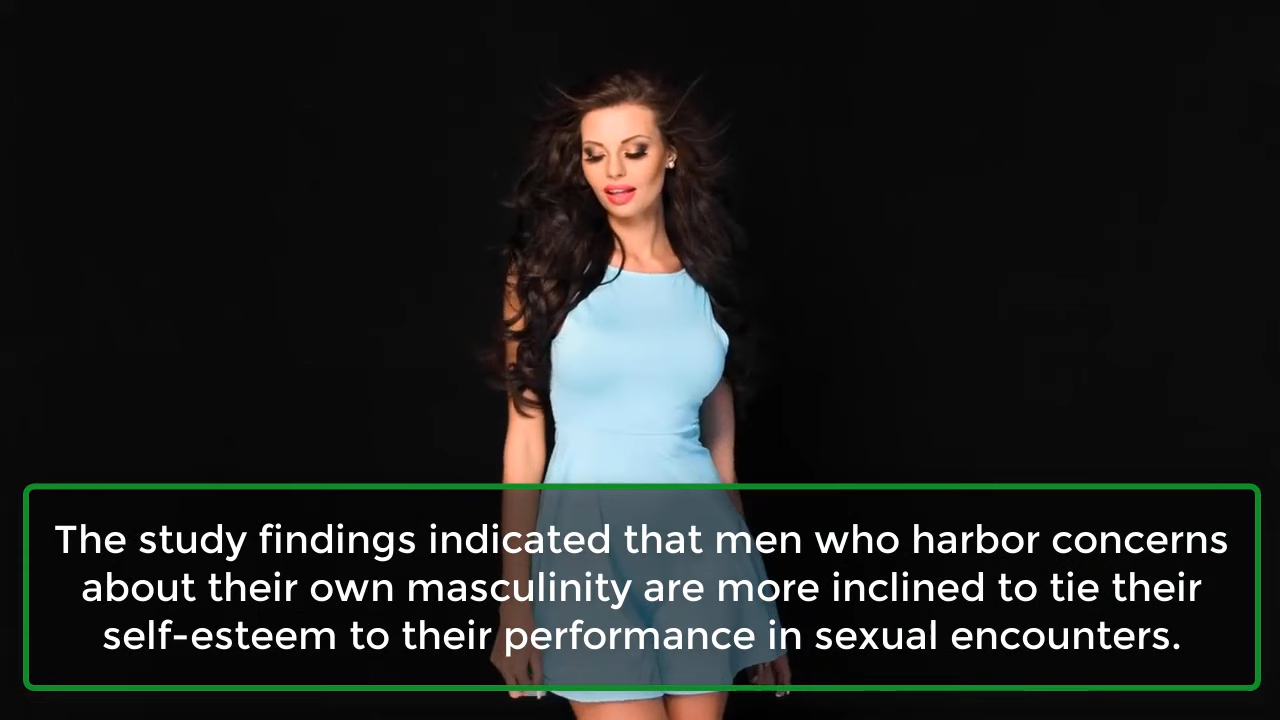 The study findings indicated that men who harbor concerns
about their own masculinity are more inclined to tie their
self-esteem to their performance in sexual encounters.